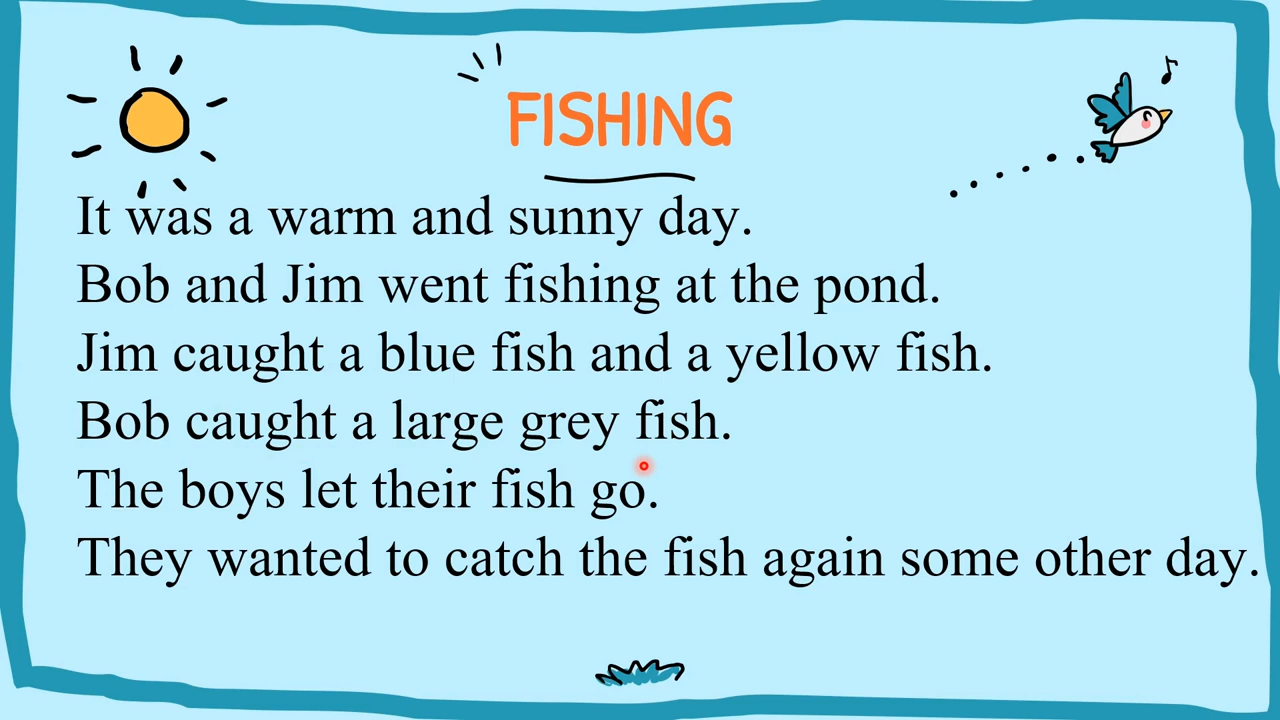 FISHING
It was a warm and sunny day.
Bob and Jim went fishing at the pond.
Jim caught a blue fish and a yellow fish.
Bob caught a large grey fish.
The boys let their fish go.
They wanted to catch the fish again some other day.